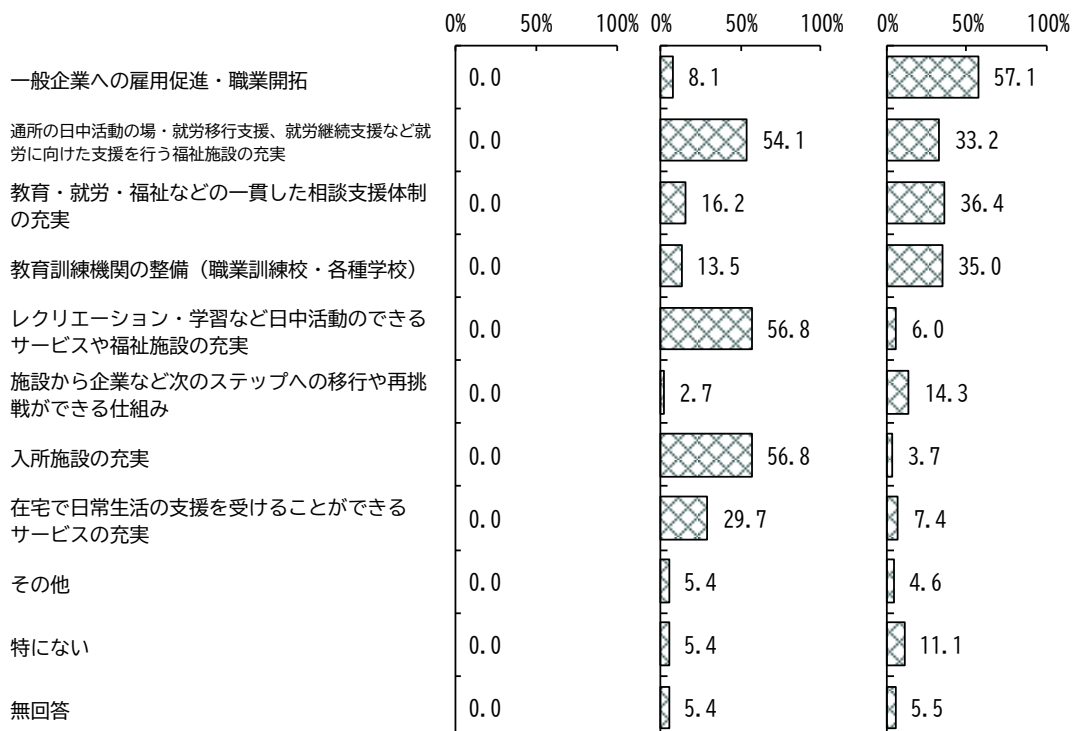 0% 50% 100% 0% 50% 100% 0% 50% 100%
一般企業への雇用促進・職業開拓 0.0 8.1 57.1
通所の日中活動の場・就労移行支援、就労継続支援など就
労に向けた支援を行う福祉施設の充実 0.0 54.1 33.2
教育・就労・福祉などの一貫した相談支援体制
の充実 0.0 16.2 36.4
教育訓練機関の整備（職業訓練校・各種学校） 0.0 13.5 35.0
レクリエーション・学習など日中活動のできる
サービスや福祉施設の充実 0.0 56.8 6.0
施設から企業など次のステップへの移行や再挑
戦ができる仕組み 0.0 2.7 14.3
入所施設の充実 0.0 56.8 3.7
在宅で日常生活の支援を受けることができる
サービスの充実 0.0 29.7 7.4
その他 0.0 5.4 4.6
特にない 0.0 5.4 11.1
無回答 0.0 5.4 5.5